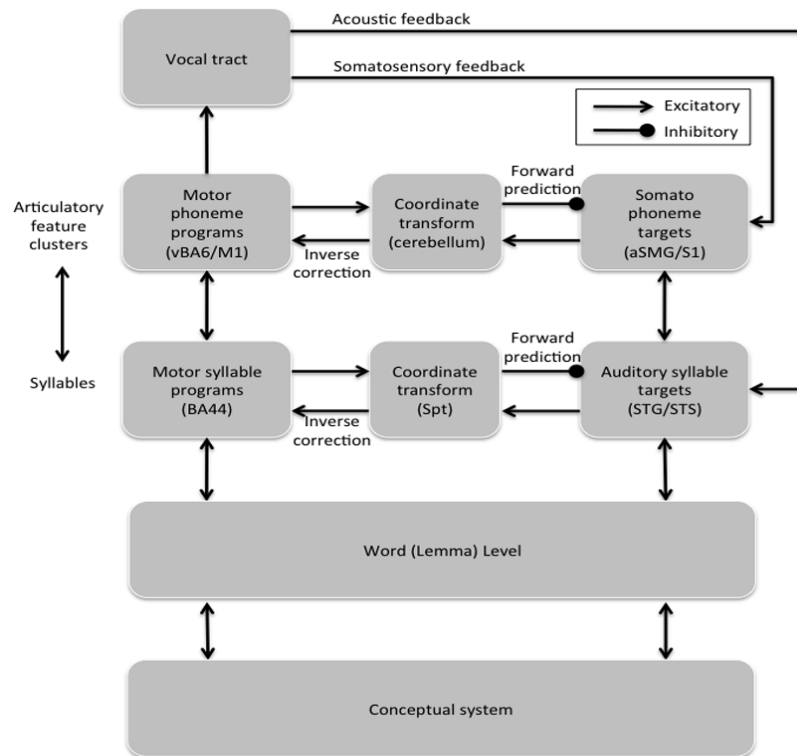 Acoustic feedback
Vocal tract
Somatosensory feedback
Excitatory
Inhibitory
Forward
prediction
Articulatory
feature
clusters
Motor
phoneme
programs
(vBA6/M1)
Coordinate
transform
(cerebellum)
Somato
phoneme
targets
(aSMG/S1)
Inverse
correction
Forward
prediction
Syllables
Motor syllable
programs
(BA44)
Coordinate
transform
(Spt)
Auditory syllable
targets
(STG/STS)
Inverse
correction
Word (Lemma) Level
Conceptual system